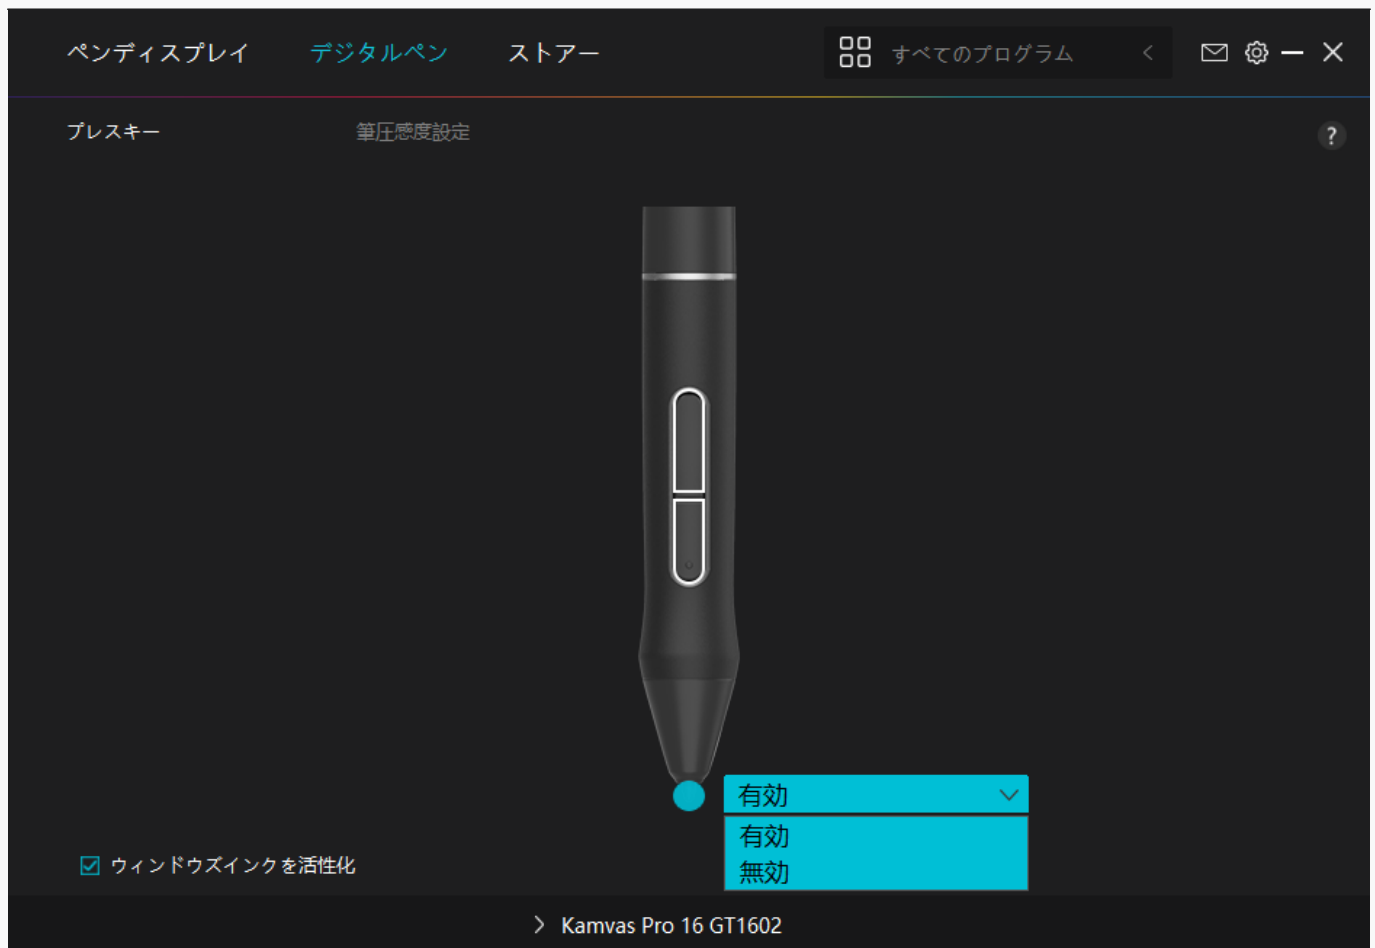 ペンディスプレイ デジタルペン ストアー すべてのプログラム
プレスキー 筆圧感度設定 ?
有効
有効
無効
ウィンドウズインクを活性化
Kamvas Pro 16 GT1602